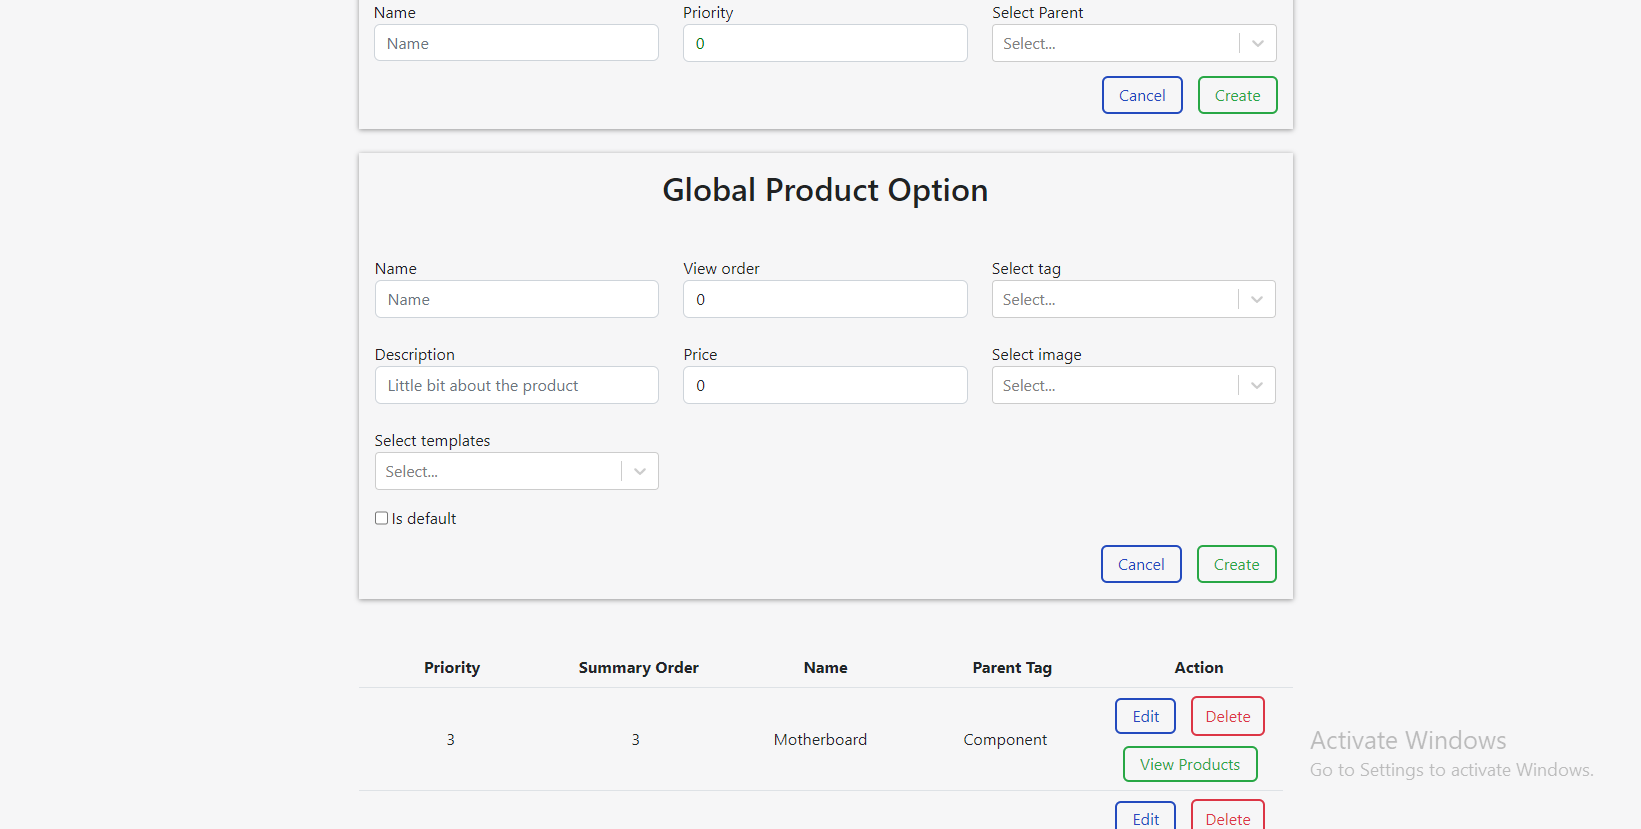 Name Priority Select Parent
Name 0 Select...
Cancel Create
Global Product Option
Name View order Select tag
Name 0 Select...
Description Price Select image
Little bit about the product 0 Select...
Select templates
Select...
Is default
Cancel Create
Priority Summary Order Name Parent Tag Action
Edit Delete
3 3 Motherboard Component
View Products
Activate Windows
Go to Settings to activate Windows.
Edit Delete